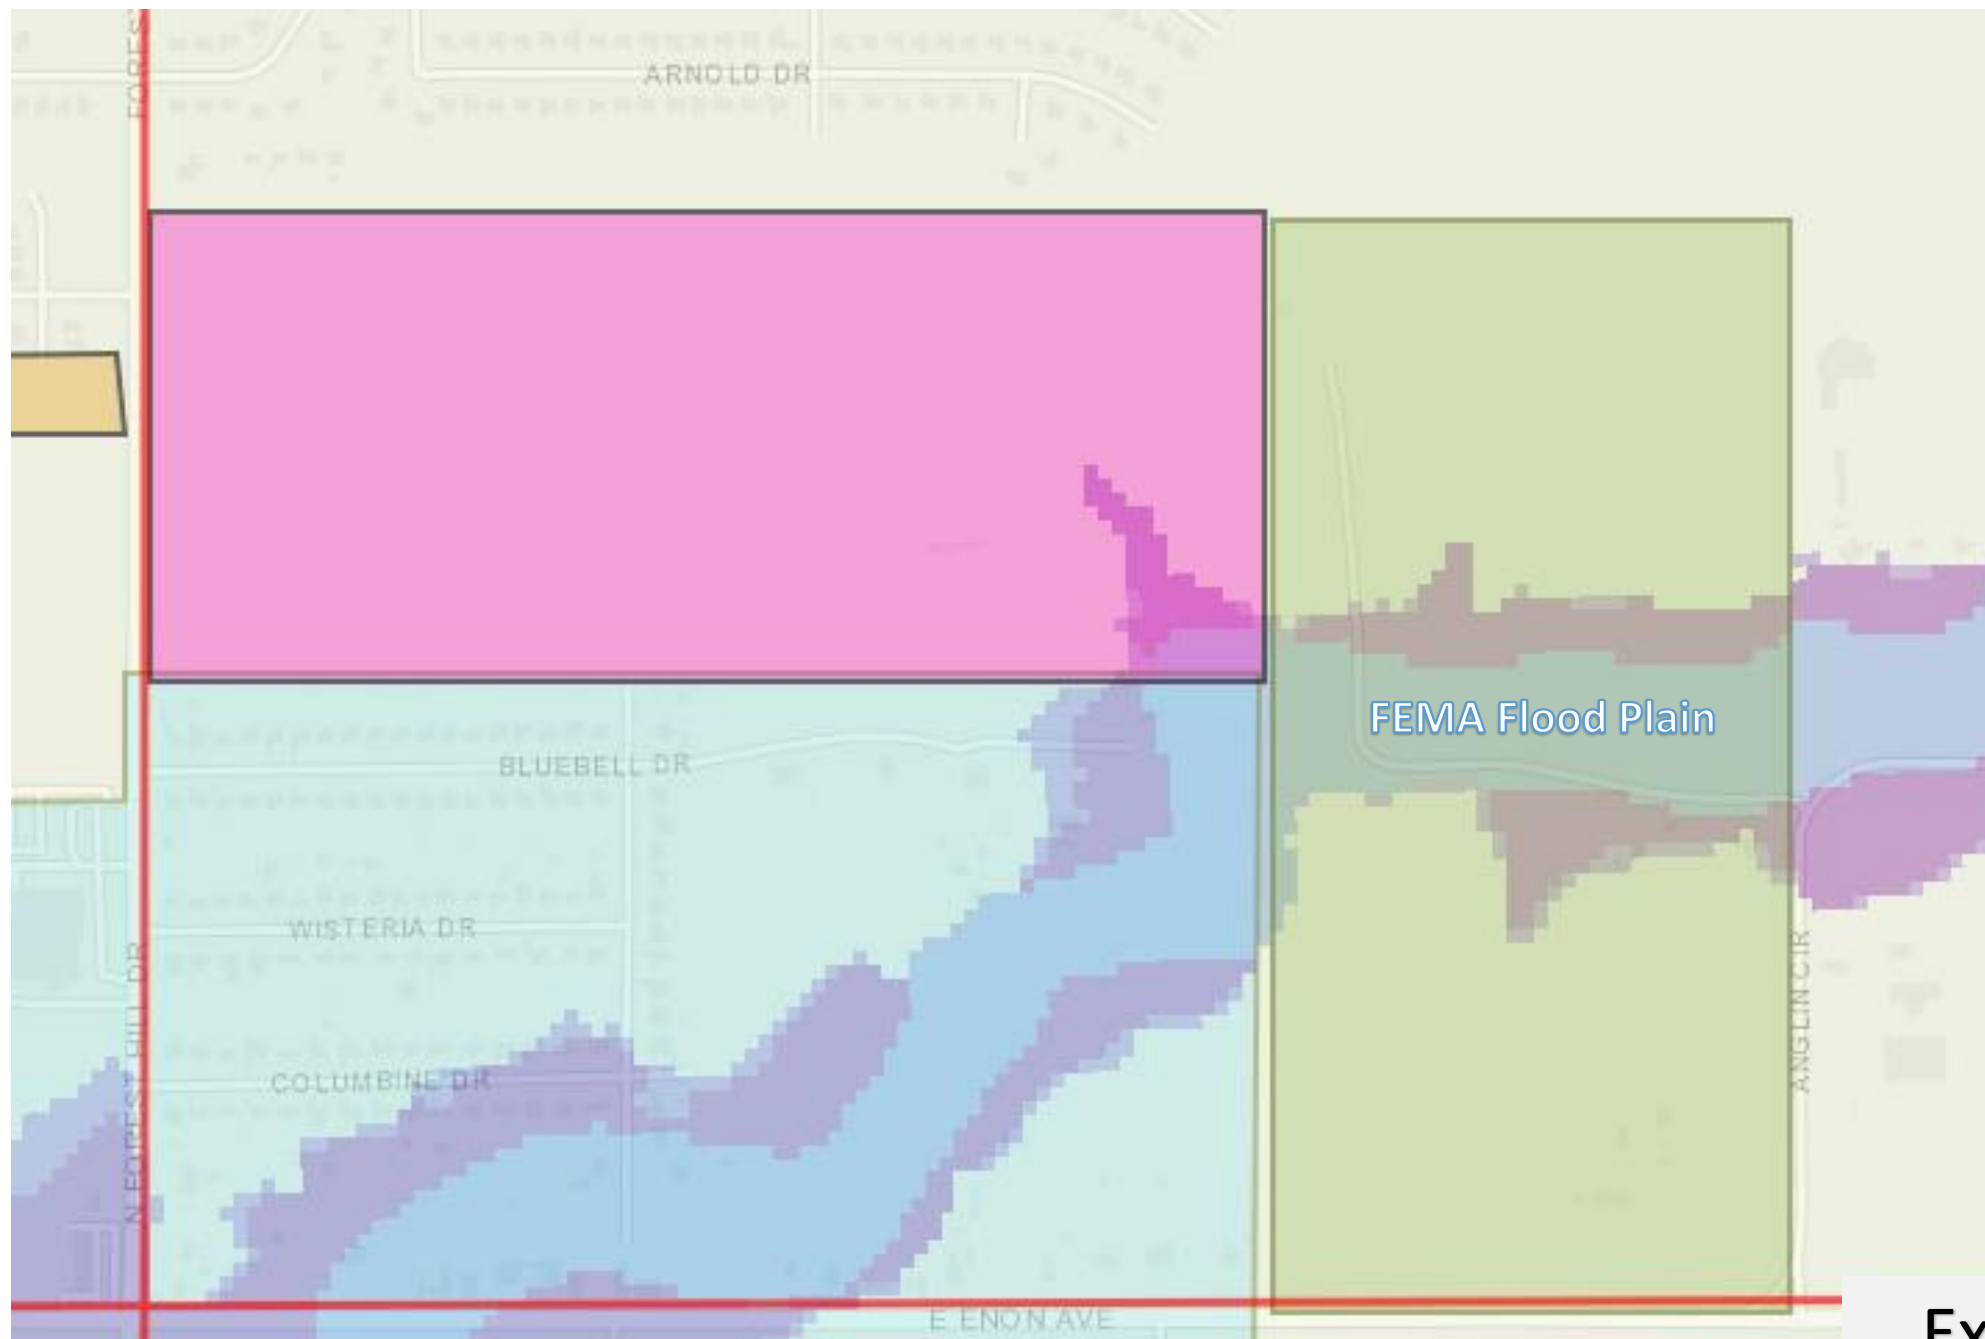 ARNOLD DR
FEMA Flood Plain
BLUEBELL DR
WISTERIA DR
N FOREST HILL DR
COLUMBINE DR
ANGLIN CIR
E ENON AVE